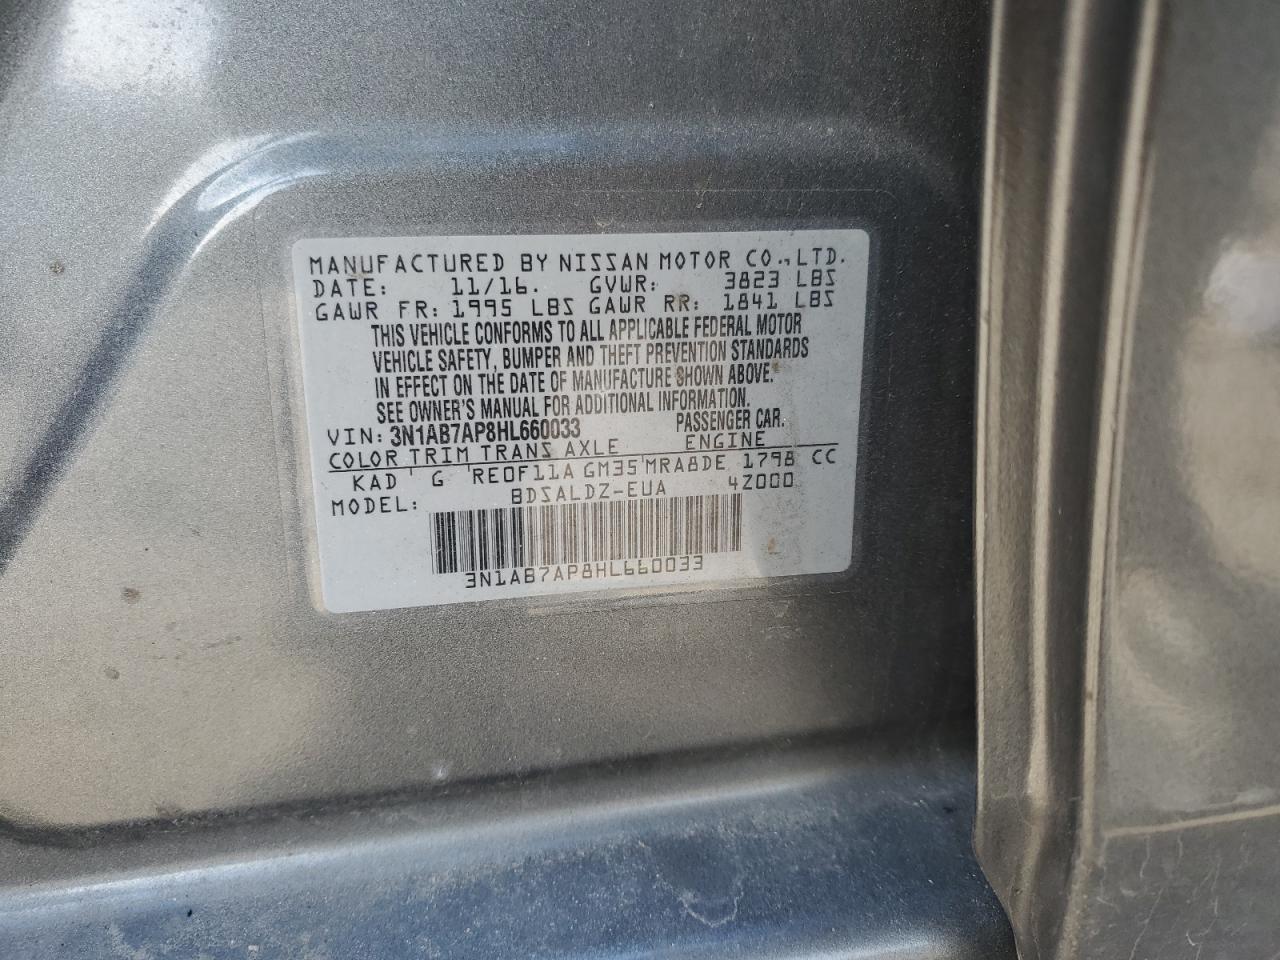 MANUFACTURED BY NISSAN MOTOR CO.,LTD.
DATE: 11/16. GVWR: 3823 LBS
GAWR FR: 1995 LBS GAWR RR: 1841 LBS
THIS VEHICLE CONFORMS TO ALL APPLICABLE FEDERAL MOTOR
VEHICLE SAFETY, BUMPER AND THEFT PREVENTION STANDARDS
IN EFFECT ON THE DATE OF MANUFACTURE SHOWN ABOVE.
SEE OWNER'S MANUAL FOR ADDITIONAL INFORMATION.
VIN: 3N1AB7AP8HL660033 PASSENGER CAR.
COLOR TRIM TRANS AXLE ENGINE
KAD G RE0F11A GM35 MRA8DE 1798 CC
MODEL: BDSALDZ-EUA 4Z000
3N1AB7AP8HL660033